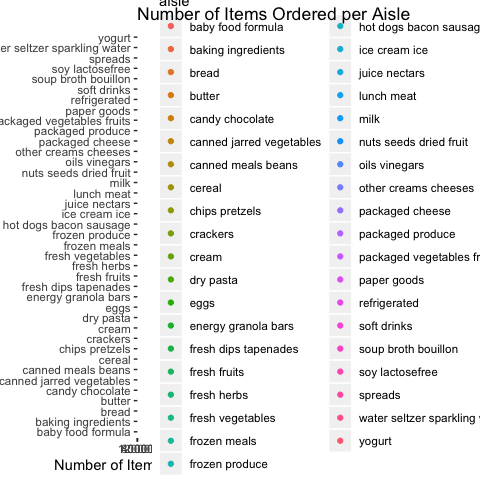 aisle
Number of Items Ordered per Aisle
yogurt
er seltzer sparkling water
spreads
soy lactosefree
soup broth bouillon
soft drinks
refrigerated
paper goods
ackaged vegetables fruits
packaged produce
packaged cheese
other creams cheeses
oils vinegars
nuts seeds dried fruit
milk
lunch meat
juice nectars
ice cream ice
hot dogs bacon sausage
frozen produce
frozen meals
fresh vegetables
fresh herbs
fresh fruits
fresh dips tapenades
energy granola bars
eggs
dry pasta
cream
crackers
chips pretzels
cereal
canned meals beans
canned jarred vegetables
candy chocolate
butter
bread
baking ingredients
baby food formula
Number of Item
baby food formula
baking ingredients
bread
butter
candy chocolate
canned jarred vegetables
canned meals beans
cereal
chips pretzels
crackers
cream
dry pasta
eggs
energy granola bars
fresh dips tapenades
fresh fruits
fresh herbs
fresh vegetables
frozen meals
frozen produce
hot dogs bacon sausag
ice cream ice
juice nectars
lunch meat
milk
nuts seeds dried fruit
oils vinegars
other creams cheeses
packaged cheese
packaged produce
packaged vegetables fr
paper goods
refrigerated
soft drinks
soup broth bouillon
soy lactosefree
spreads
water seltzer sparkling
yogurt